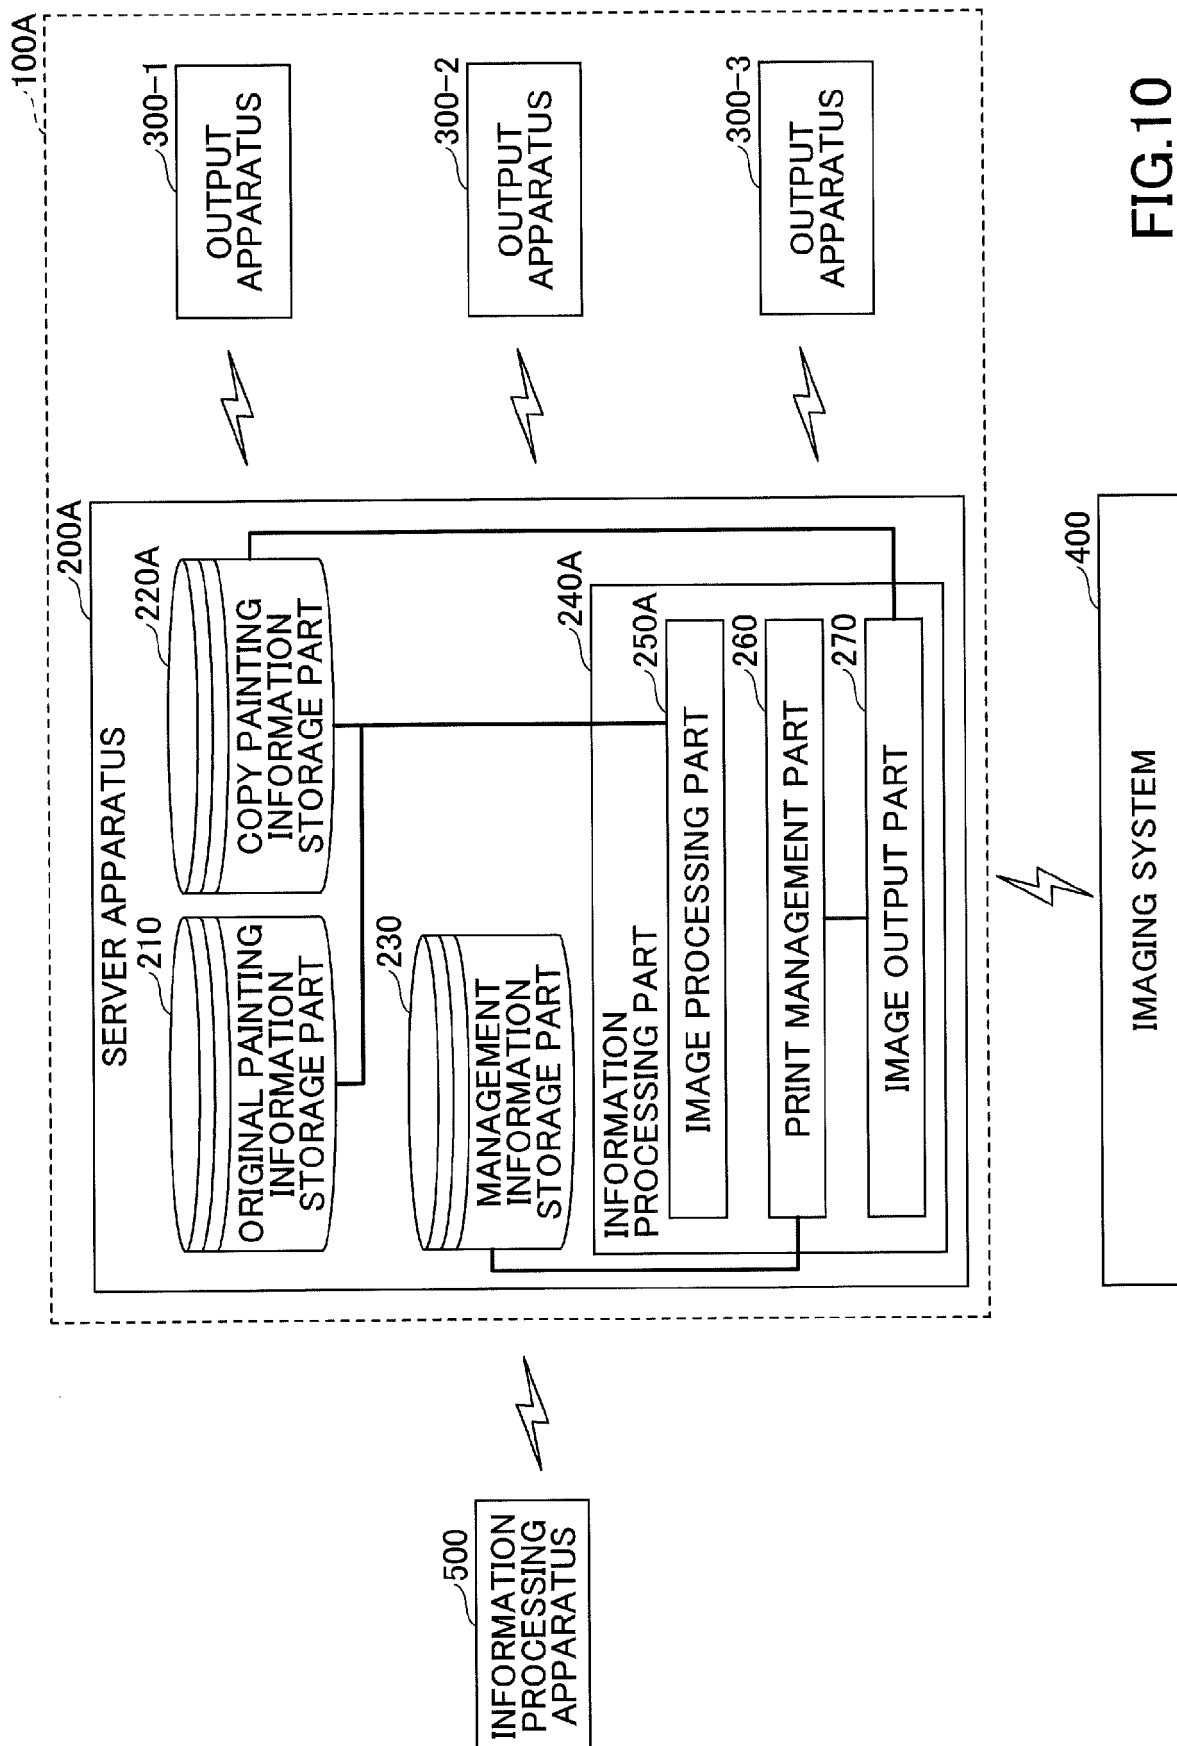 100A
200A
SERVER APPARATUS
210
ORIGINAL PAINTING
INFORMATION
STORAGE PART
220A
COPY PAINTING
INFORMATION
STORAGE PART
230
MANAGEMENT
INFORMATION
STORAGE PART
240A
INFORMATION
PROCESSING PART
250A
IMAGE PROCESSING PART
260
PRINT MANAGEMENT PART
270
IMAGE OUTPUT PART
300-1
OUTPUT
APPARATUS
300-2
OUTPUT
APPARATUS
300-3
OUTPUT
APPARATUS
500
INFORMATION
PROCESSING
APPARATUS
400
IMAGING SYSTEM
FIG.10